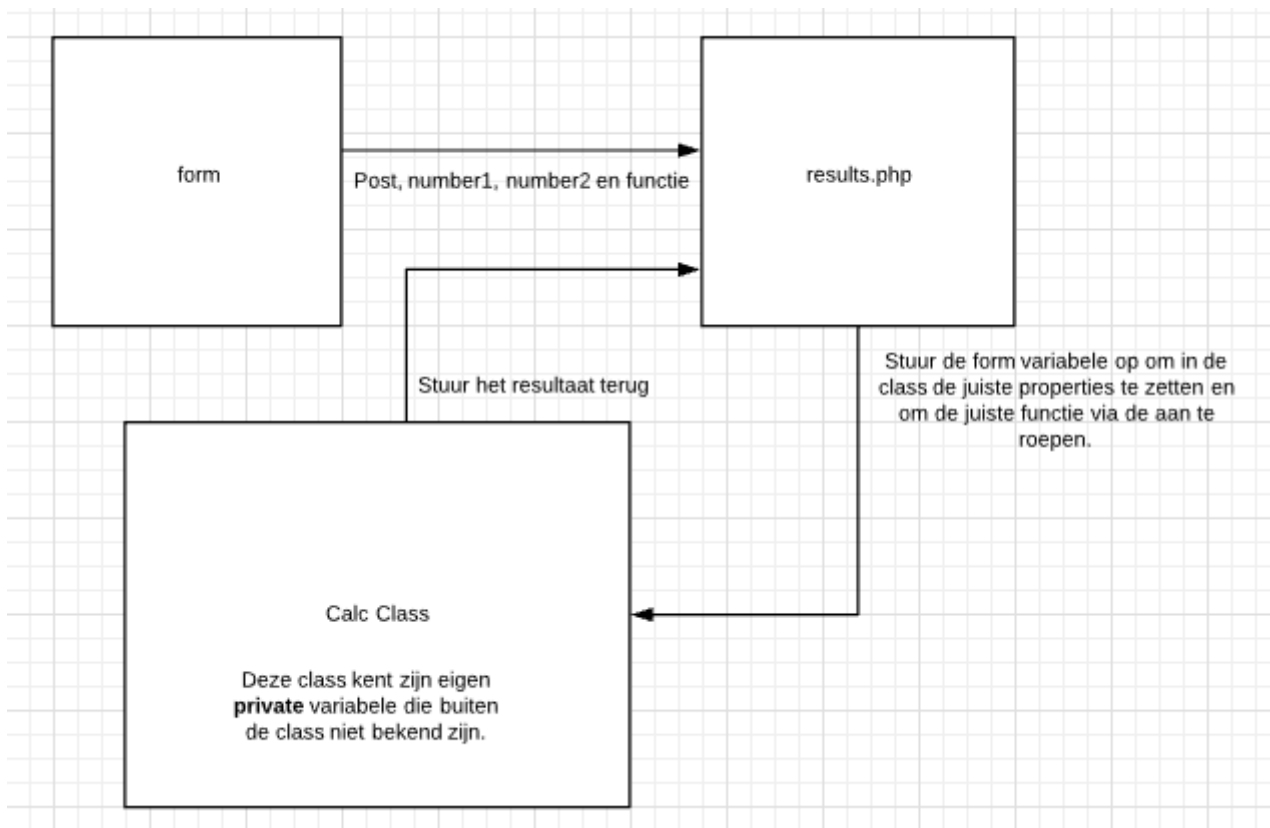 form
Post, number1, number2 en functie
results.php
Stuur het resultaat terug
Stuur de form variabele op om in de
class de juiste properties te zetten en
om de juiste functie via de aan te
roepen.
Calc Class
Deze class kent zijn eigen
private variabele die buiten
de class niet bekend zijn.